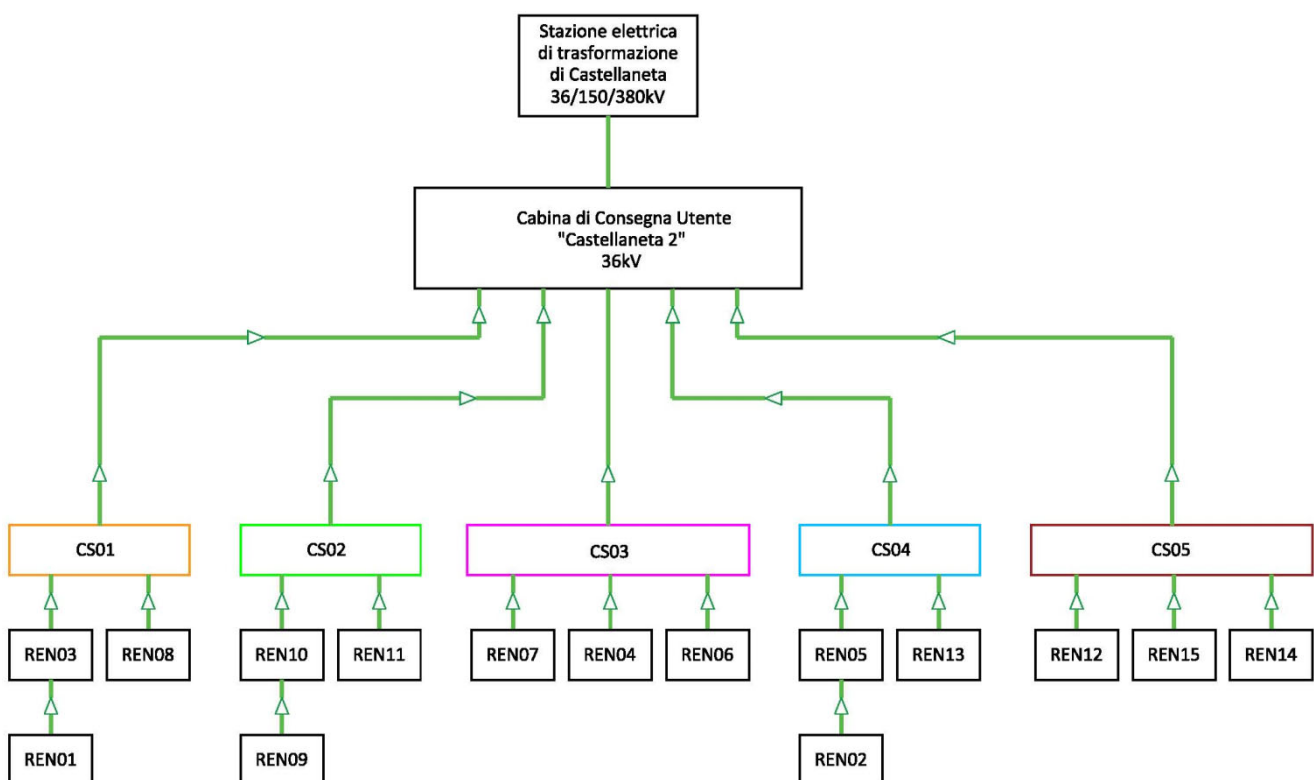 Stazione elettrica
di trasformazione
di Castellaneta
36/150/380kV
Cabina di Consegna Utente
"Castellaneta 2"
36kV
CS01
CS02
CS03
CS04
CS05
REN03
REN08
REN10
REN11
REN07
REN04
REN06
REN05
REN13
REN12
REN15
REN14
REN01
REN09
REN02